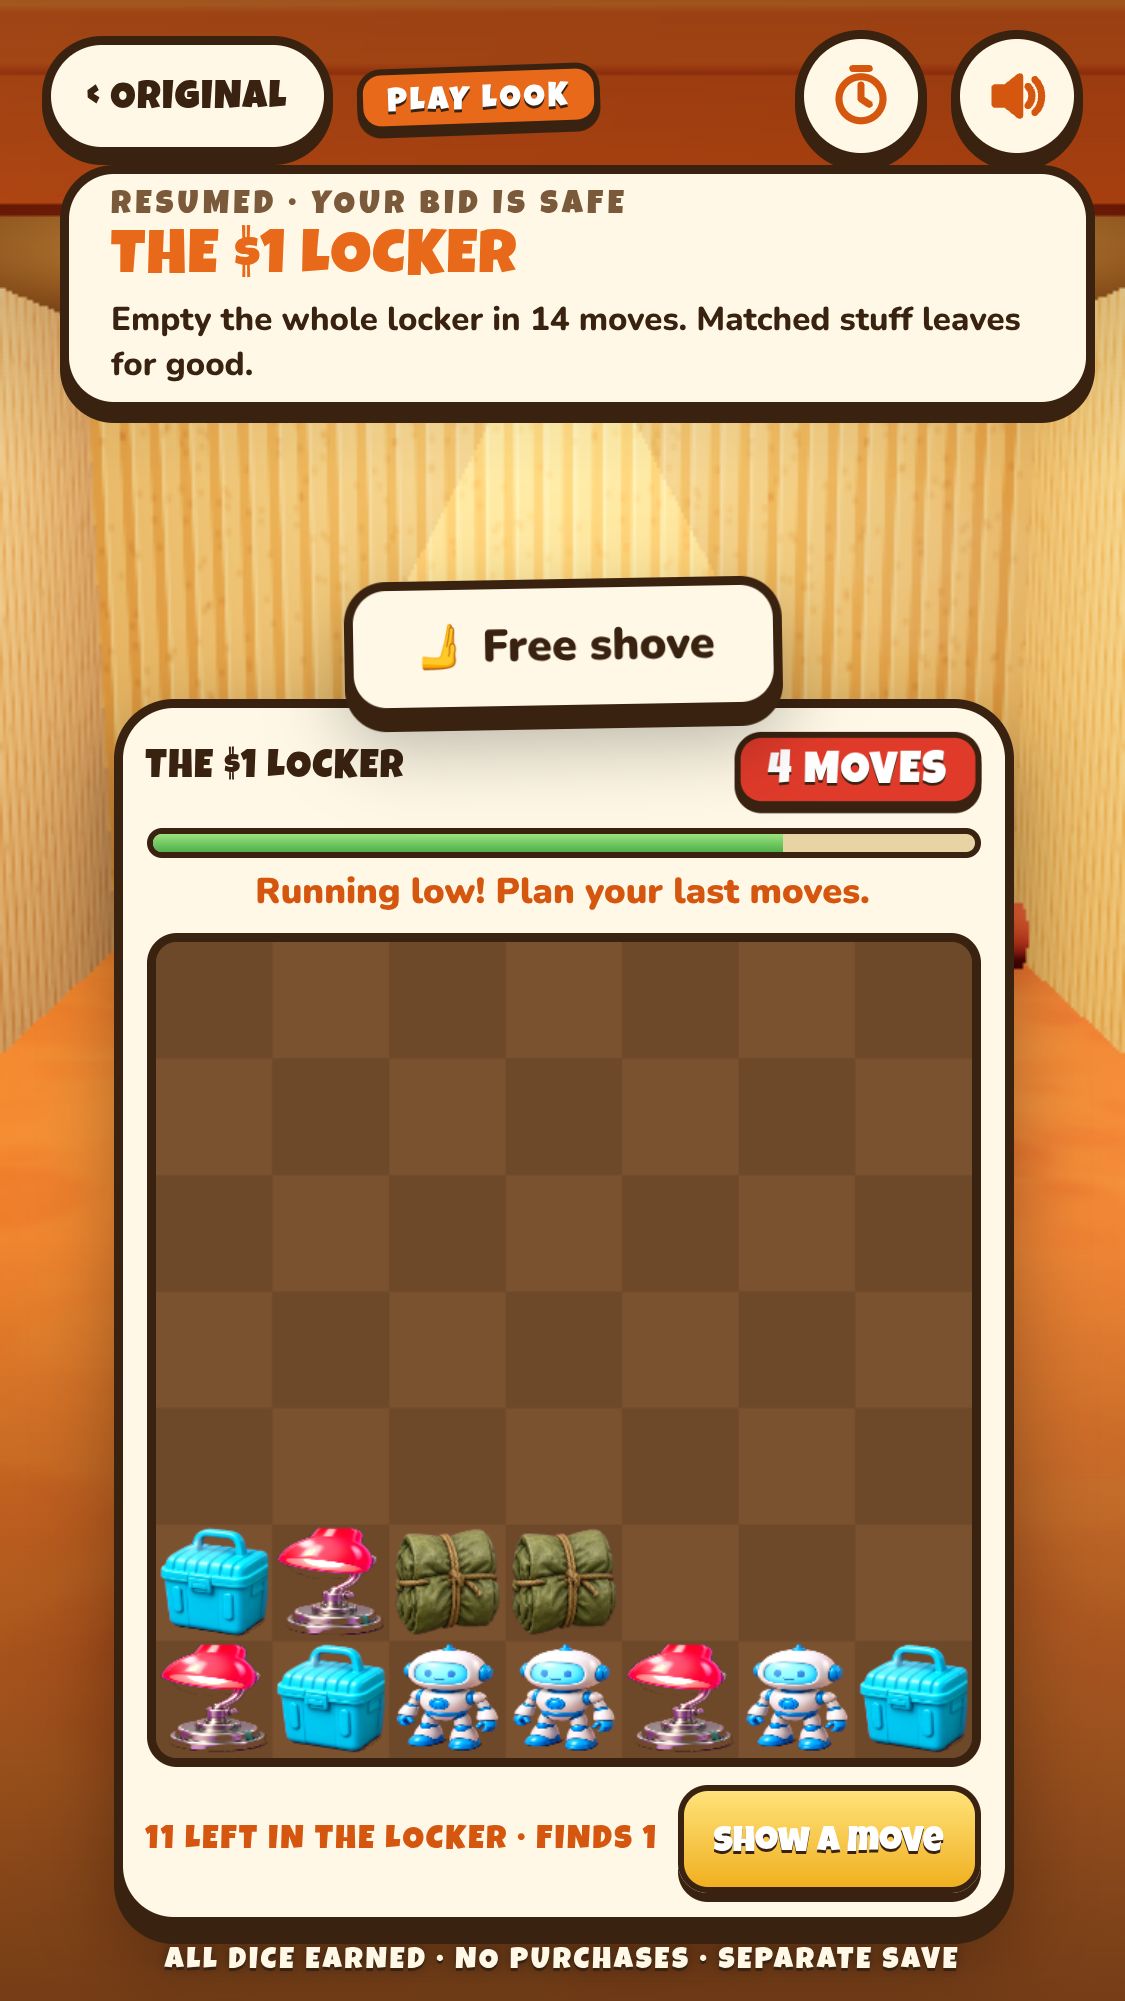 ‹ ORIGINAL
PLAY LOOK
RESUMED · YOUR BID IS SAFE
THE $1 LOCKER
Empty the whole locker in 14 moves. Matched stuff leaves
for good.
Free shove
THE $1 LOCKER
4 MOVES
Running low! Plan your last moves.
11 LEFT IN THE LOCKER · FINDS 1
SHOW A MOVE
ALL DICE EARNED · NO PURCHASES · SEPARATE SAVE